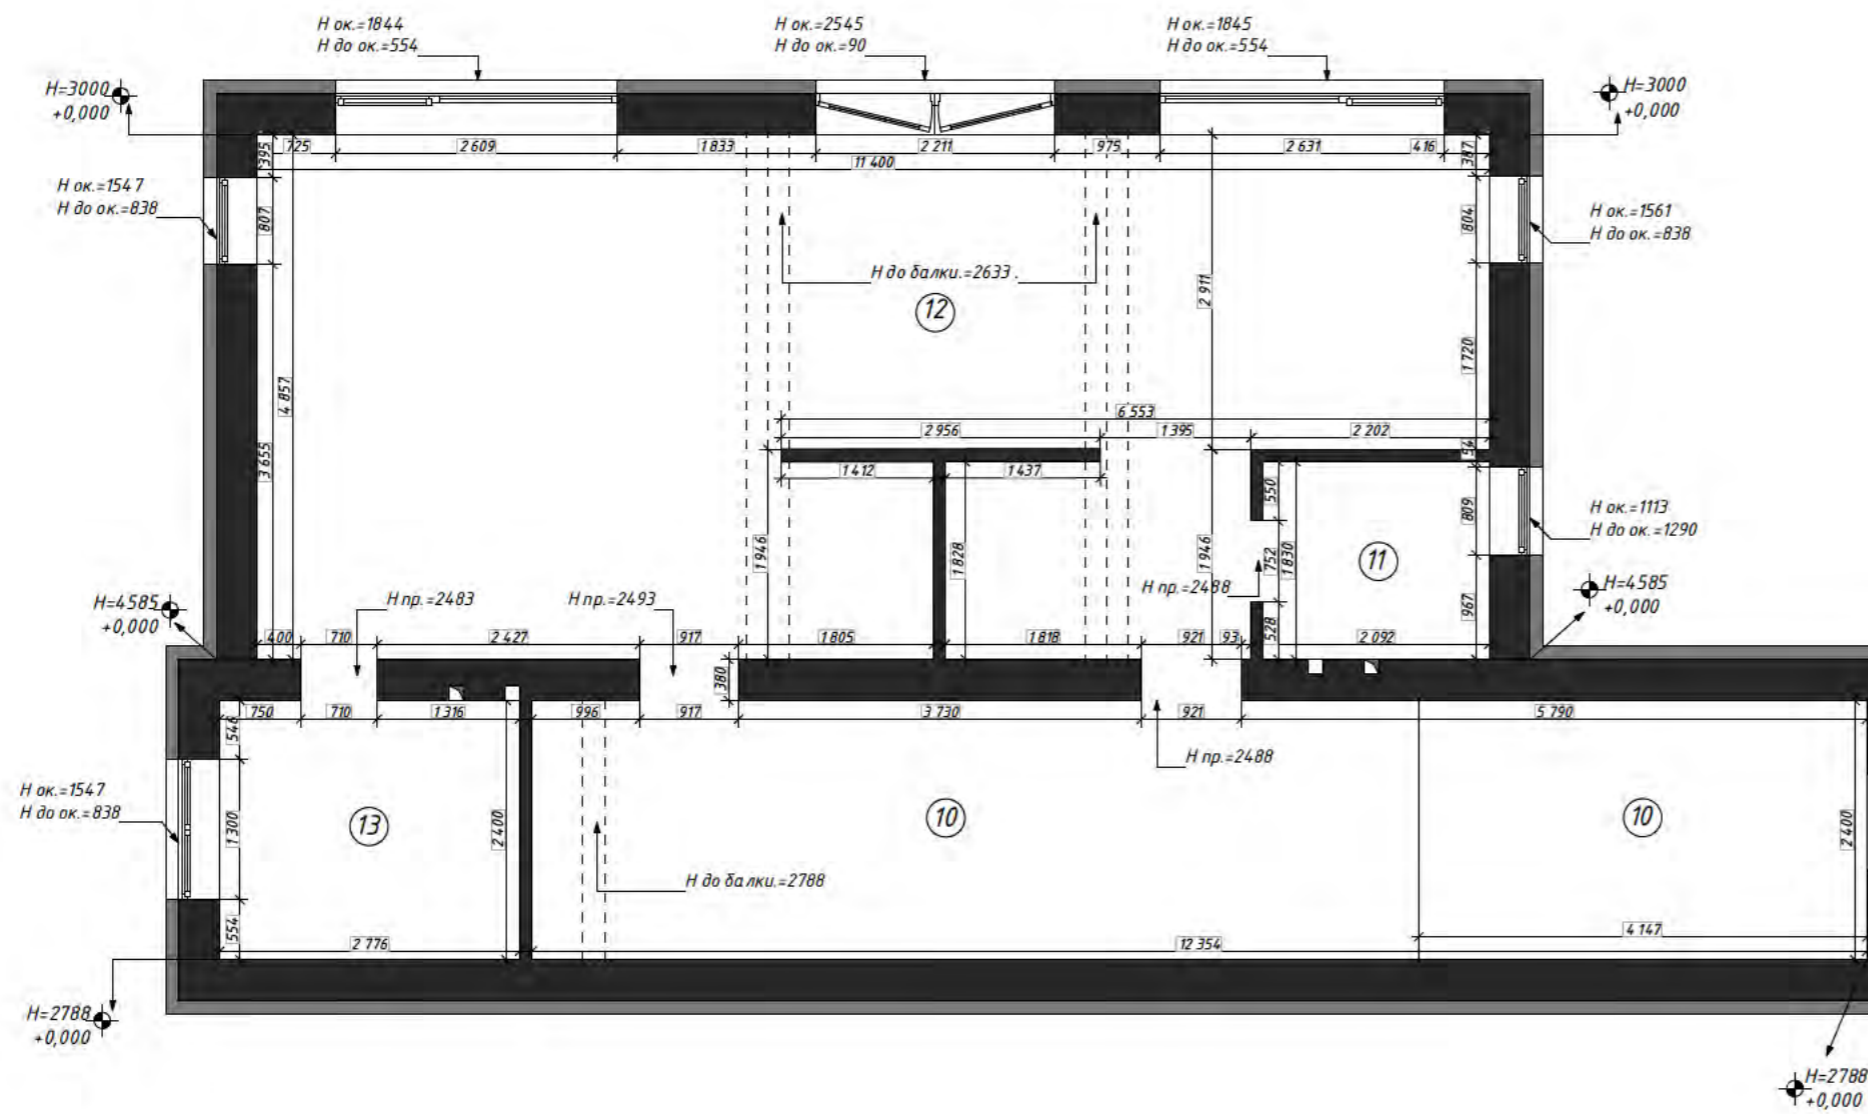 H ок.=1844
H до ок.=554
H ок.=2545
H до ок.=90
H ок.=1845
H до ок.=554
H=3000
+0,000
H=3000
+0,000
395
725
2 609
1 833
2 211
975
2 631
416
387
11 400
H ок.=1547
H до ок.=838
807
804
H ок.=1561
H до ок.=838
H до балки.=2633 .
2 911
12
1 720
4 857
6 553
3 655
2 956
1 395
2 202
54
1 412
1 437
550
809
H ок.=1113
H до ок.=1290
1 946
1 828
1 946
752
1 830
11
H пр.=2488
H=4585
+0,000
H пр.=2483
H пр.=2493
H=4585
+0,000
967
528
400
710
2 427
917
1 805
1 818
921
93
2 092
380
750
710
1 316
996
917
3 730
921
5 790
546
H пр.=2488
H ок.=1547
H до ок.=838
1 300
13
2 400
10
10
2 400
H до балки.=2788
554
2 776
12 354
4 147
H=2788
+0,000
H=2788
+0,000